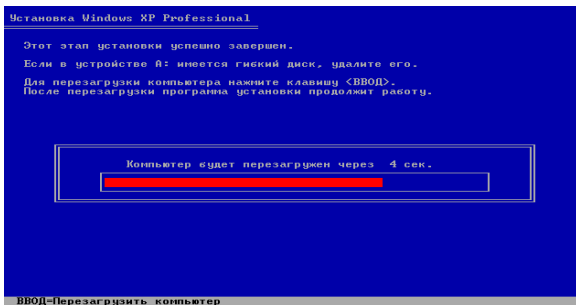 Установка Windows XP Professional
Этот этап установки успешно завершен.
Если в устройстве A: имеется гибкий диск, удалите его.
Для перезагрузки компьютера нажмите клавишу <ВВОД>.
После перезагрузки программа установки продолжит работу.
Компьютер будет перезагружен через 4 сек.
ВВОД=Перезагрузить компьютер